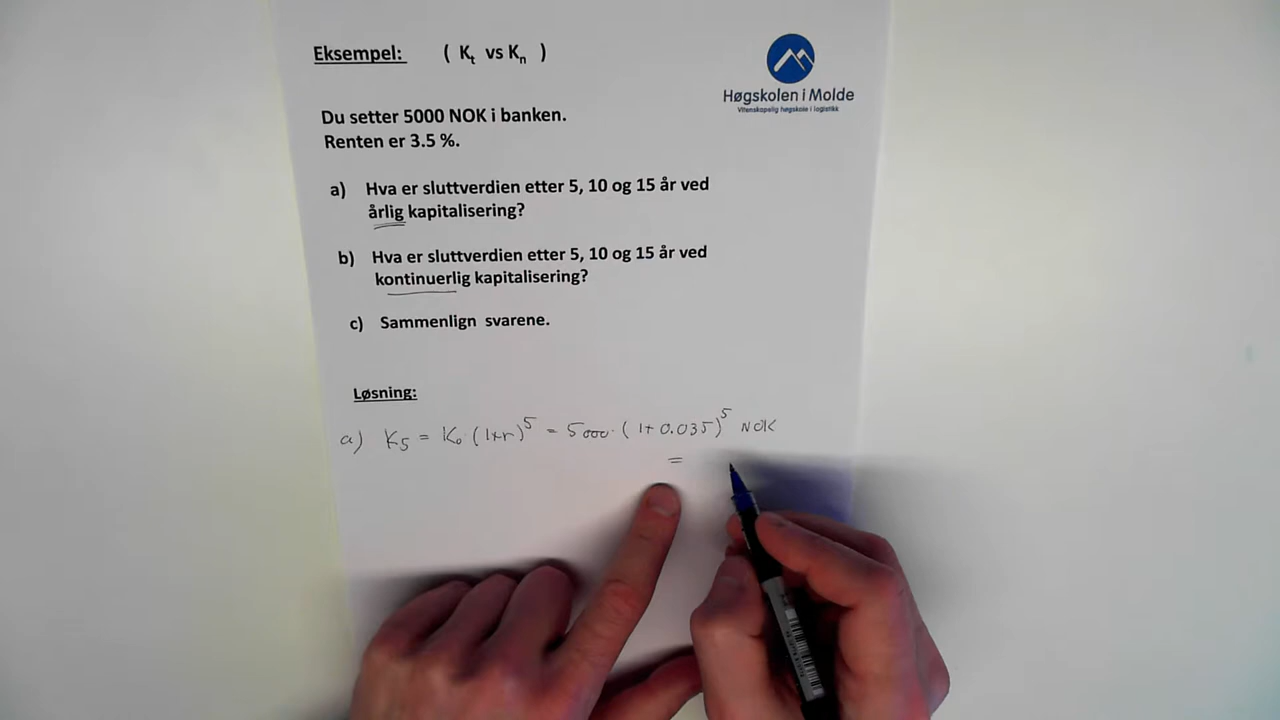 Eksempel: ( Kt vs Kn )
Høgskolen i Molde
Vitenskapelig høgskole i logistikk
Du setter 5000 NOK i banken.
Renten er 3.5 %.
a) Hva er sluttverdien etter 5, 10 og 15 år ved
årlig kapitalisering?
b) Hva er sluttverdien etter 5, 10 og 15 år ved
kontinuerlig kapitalisering?
c) Sammenlign svarene.
Løsning:
a) K5 = K0·(1+r)^5 = 5000·(1+0.035)^5 NOK
=